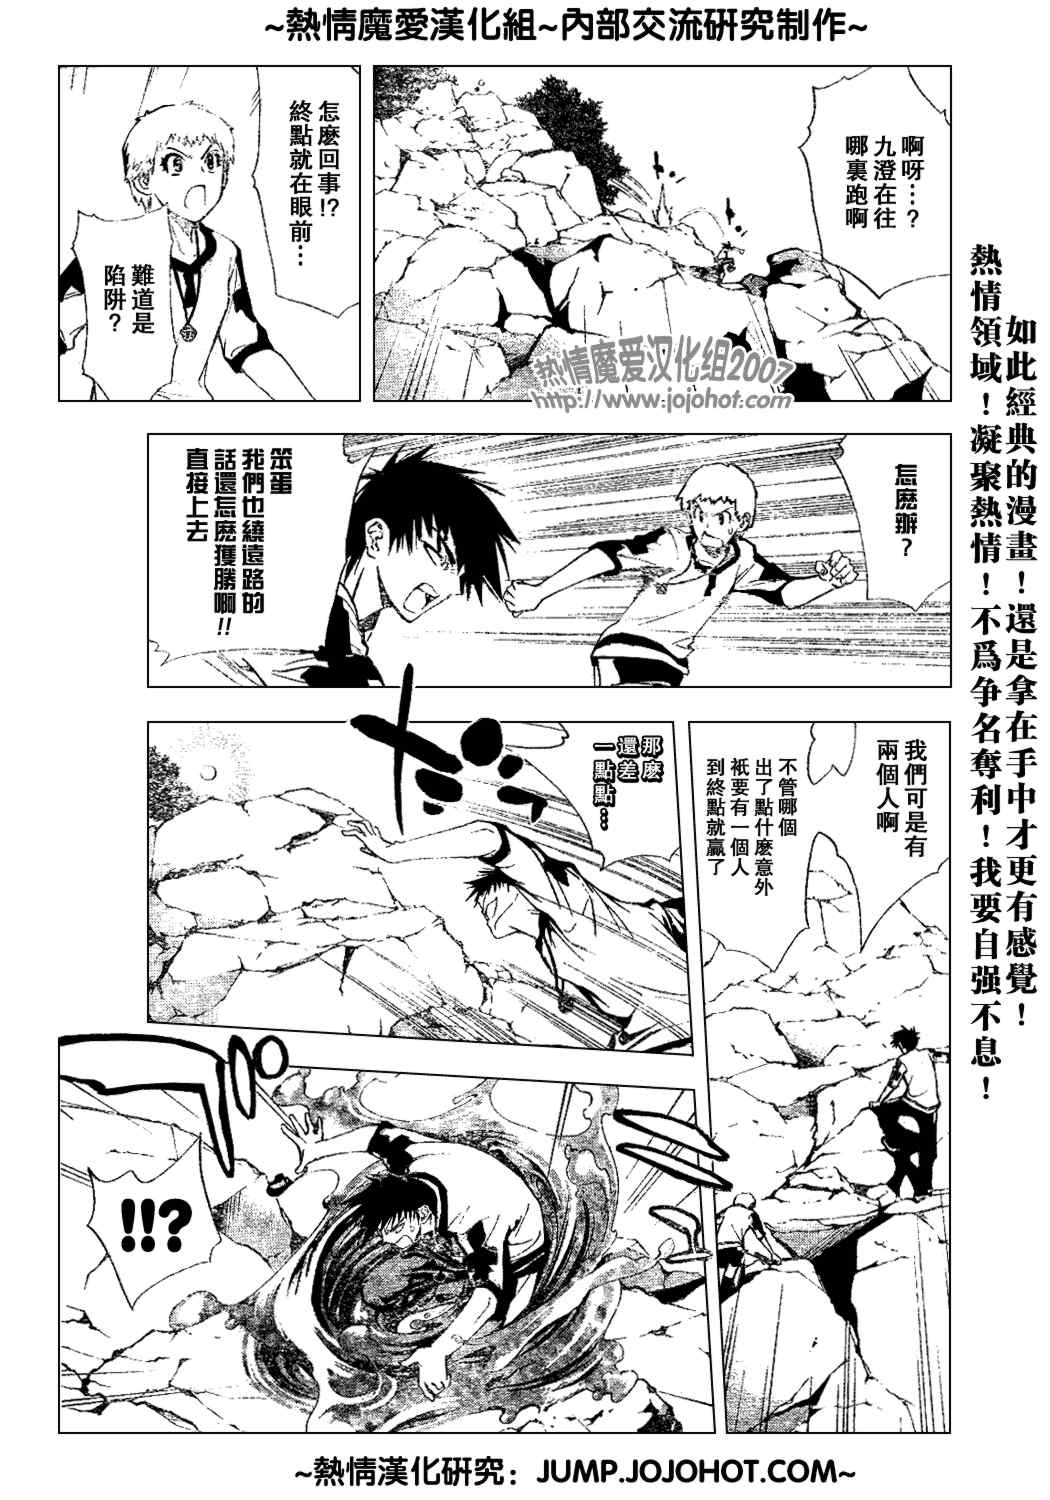 ~熱情魔愛漢化組~內部交流研究制作~
啊呀…?
九澄在往
哪裏跑啊
怎麽回事!?
終點就在眼前…
難道是
陷阱?
热情魔爱汉化组2007
http://www.jojohot.com
怎麽辦?
笨蛋
我們也繞遠路的
話還怎麽獲勝啊!!
直接上去
我們可是有
兩個人啊
不管哪個
出了點什麽意外
衹要有一個人
到終點就贏了
那麽
還差
一點點…
!!?
如此經典的漫畫!還是拿在手中才更有感覺!
熱情領域!凝聚熱情!不爲争名奪利!我要自强不息!
~熱情漢化研究：JUMP.JOJOHOT.COM~